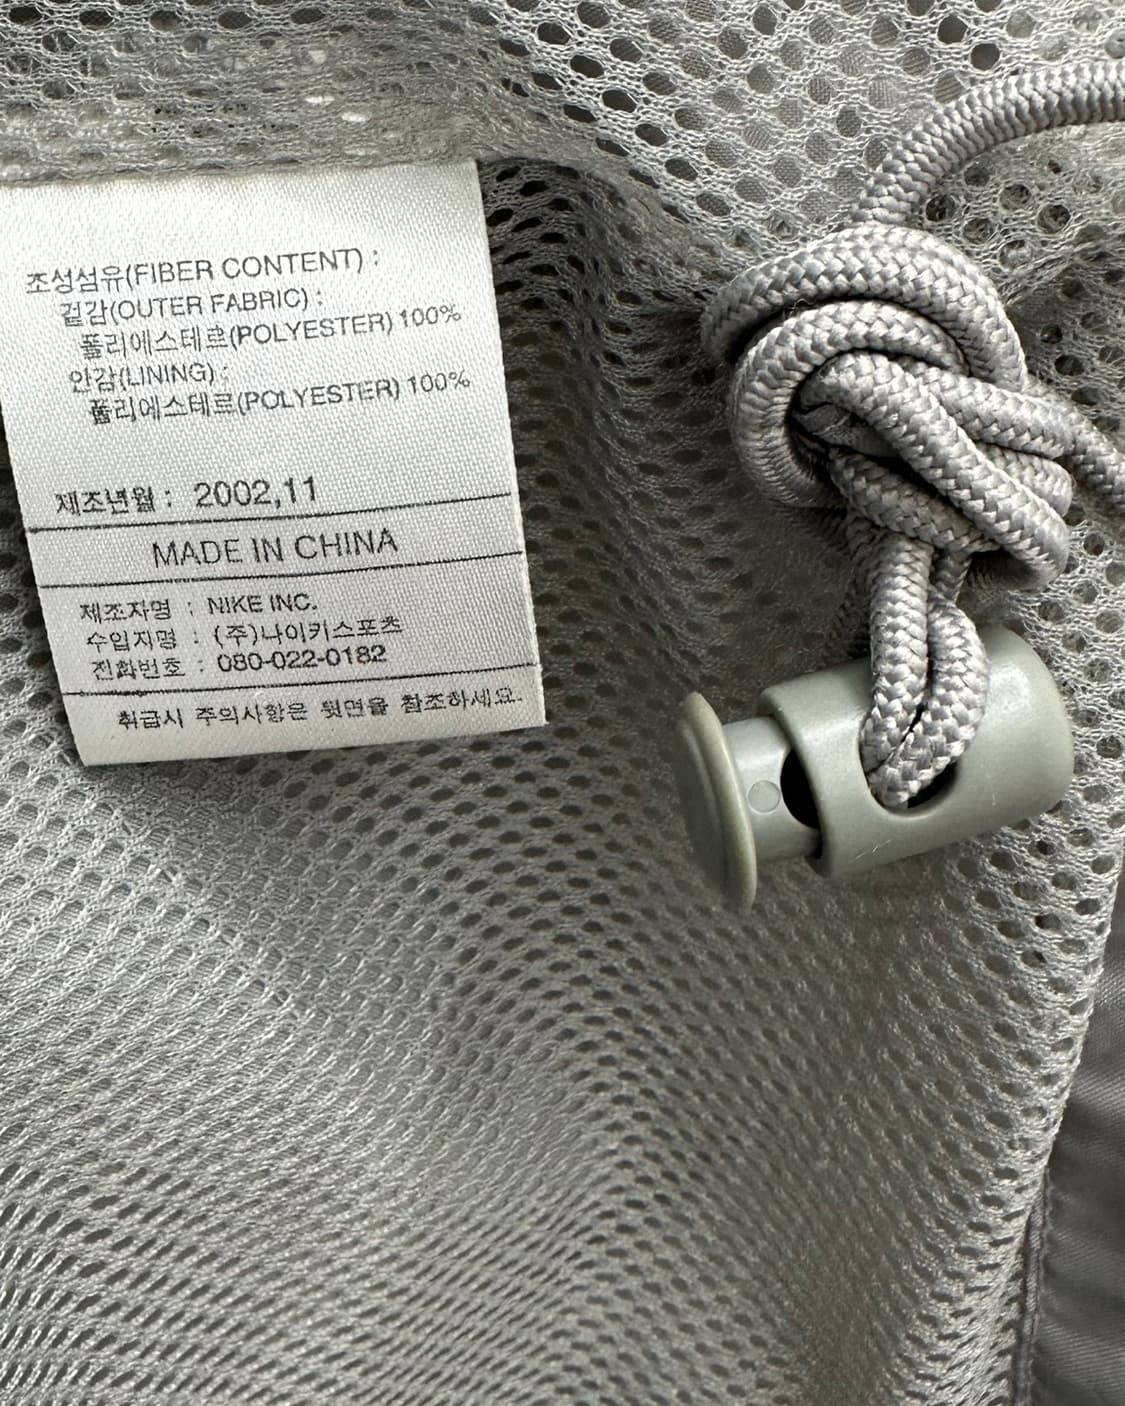 조성섬유(FIBER CONTENT) :
겉감(OUTER FABRIC) :
폴리에스테르(POLYESTER) 100%
안감(LINING) :
폴리에스테르(POLYESTER) 100%
제조년월 : 2002,11
MADE IN CHINA
제조자명 : NIKE INC.
수입자명 : (주)나이키스포츠
전화번호 : 080-022-0182
취급시 주의사항은 뒷면을 참조하세요.